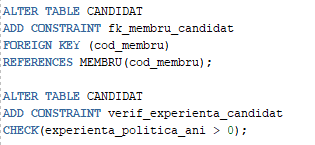 ALTER TABLE CANDIDAT
ADD CONSTRAINT fk_membru_candidat
FOREIGN KEY (cod_membru)
REFERENCES MEMBRU(cod_membru);
ALTER TABLE CANDIDAT
ADD CONSTRAINT verif_experienta_candidat
CHECK(experienta_politica_ani > 0);